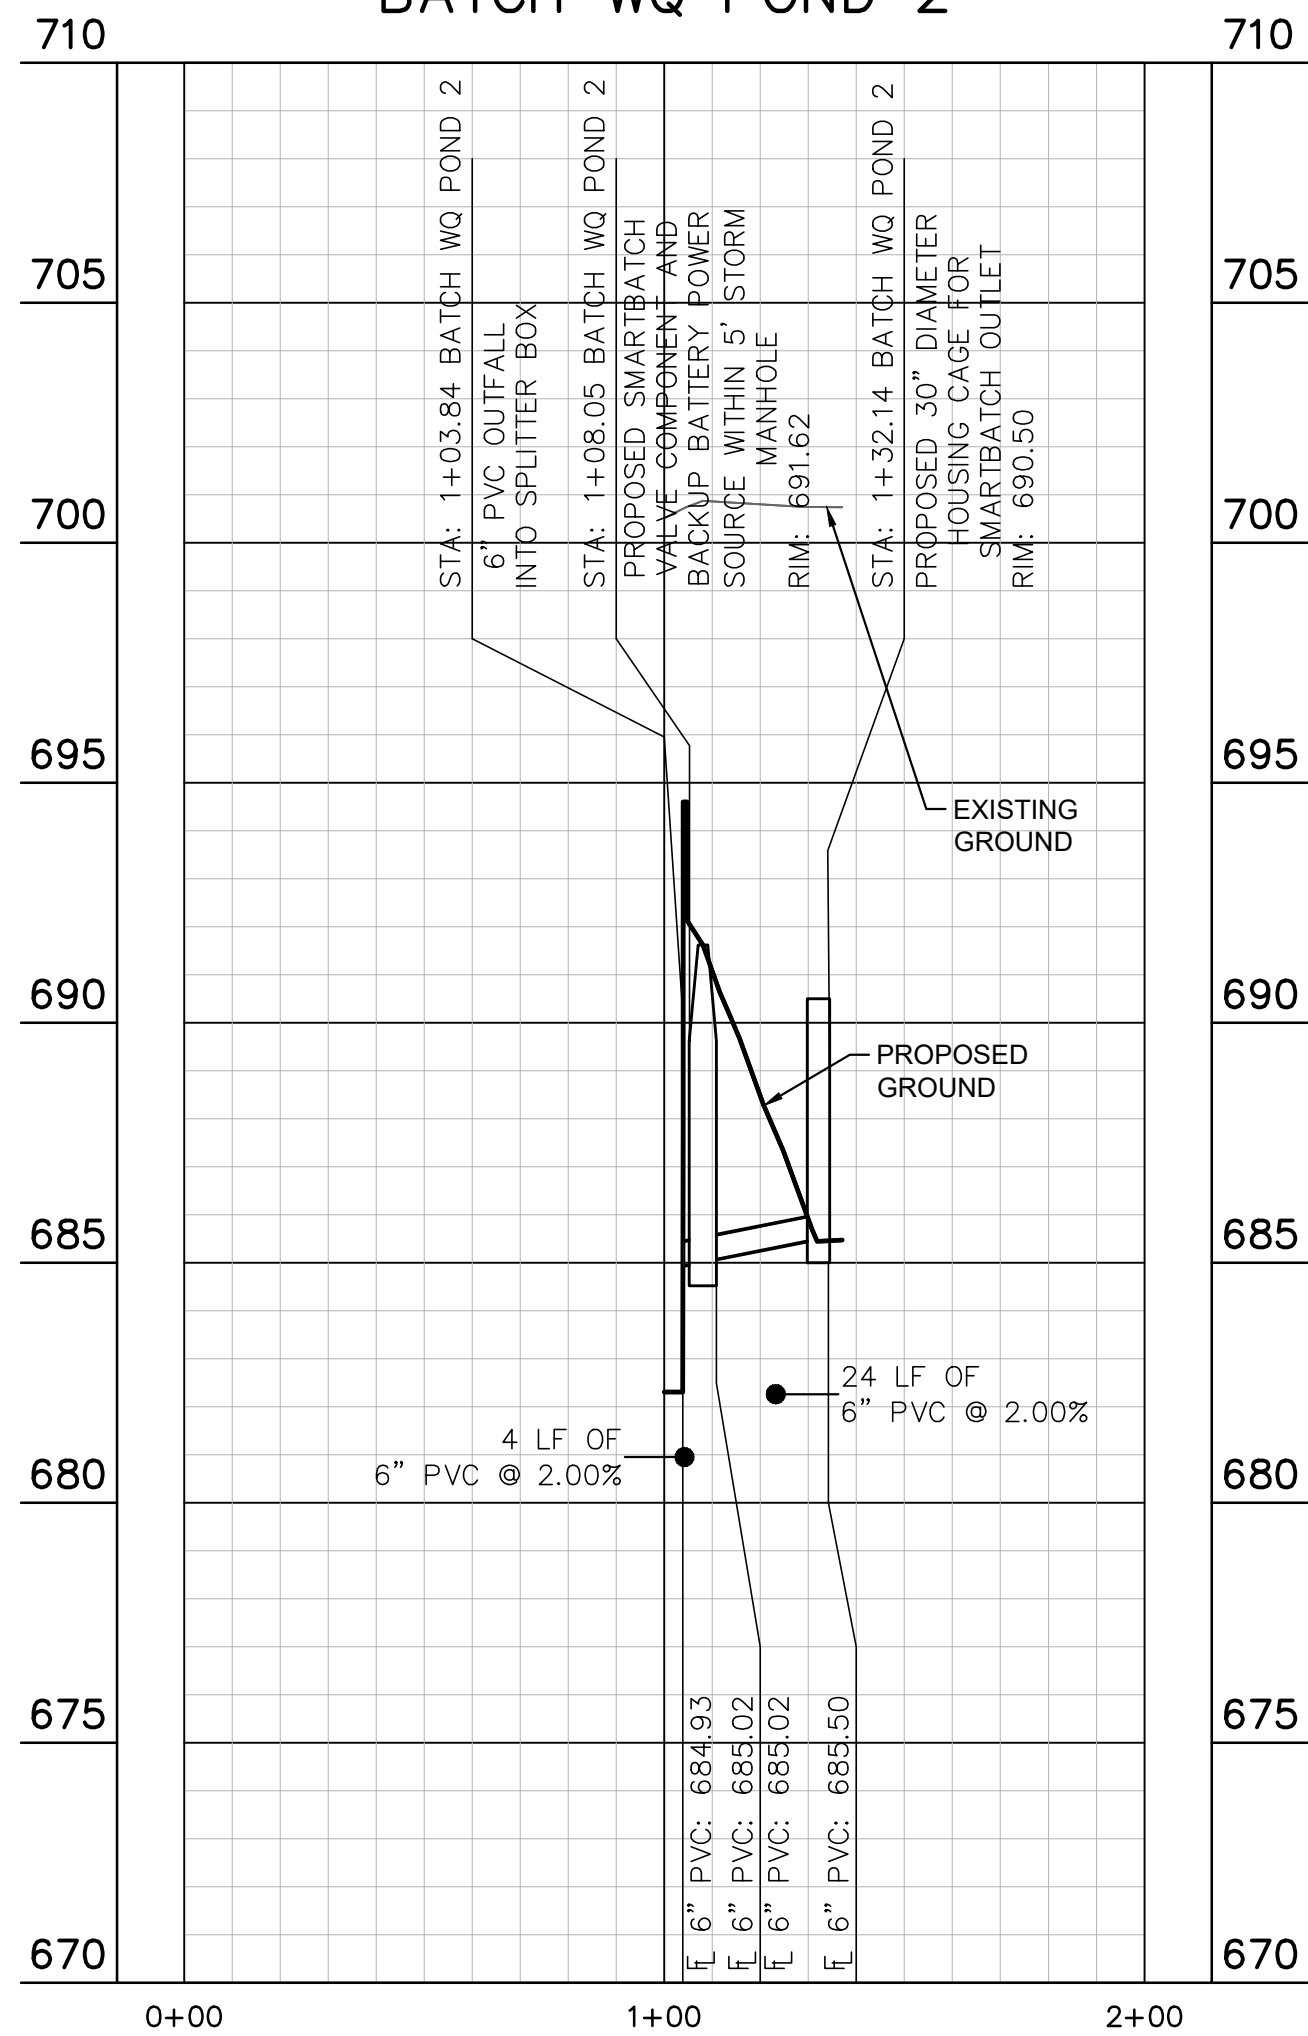 BATCH WQ POND 2
710
710
705
705
700
700
695
695
690
690
685
685
680
680
675
675
670
670
STA: 1+03.84 BATCH WQ POND 2
6” PVC OUTFALL
INTO SPLITTER BOX
STA: 1+08.05 BATCH WQ POND 2
PROPOSED SMARTBATCH
VALVE COMPONENT AND
BACKUP BATTERY POWER
SOURCE WITHIN 5' STORM
MANHOLE
RIM: 691.62
STA: 1+32.14 BATCH WQ POND 2
PROPOSED 30” DIAMETER
HOUSING CAGE FOR
SMARTBATCH OUTLET
RIM: 690.50
EXISTING
GROUND
PROPOSED
GROUND
24 LF OF
6” PVC @ 2.00%
4 LF OF
6” PVC @ 2.00%
FL 6” PVC: 684.93
FL 6” PVC: 685.02
FL 6” PVC: 685.02
FL 6” PVC: 685.50
0+00
1+00
2+00